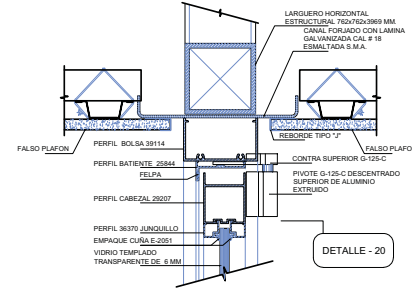 LARGUERO HORIZONTAL
ESTRUCTURAL 762x762x3969 MM.
CANAL FORJADO CON LAMINA
GALVANIZADA CAL # 18
ESMALTADA S.M.A.
REBORDE TIPO "J"
FALSO PLAFON
FALSO PLAFO
PERFIL BOLSA 39114
PERFIL BATIENTE 25844
FELPA
CONTRA SUPERIOR G-125-C
PIVOTE G-125-C DESCENTRADO
SUPERIOR DE ALUMINIO
EXTRUIDO
PERFIL CABEZAL 29207
PERFIL 36370 JUNQUILLO
EMPAQUE CUÑA E-2051
VIDRIO TEMPLADO
TRANSPARENTE DE 6 MM
DETALLE - 20